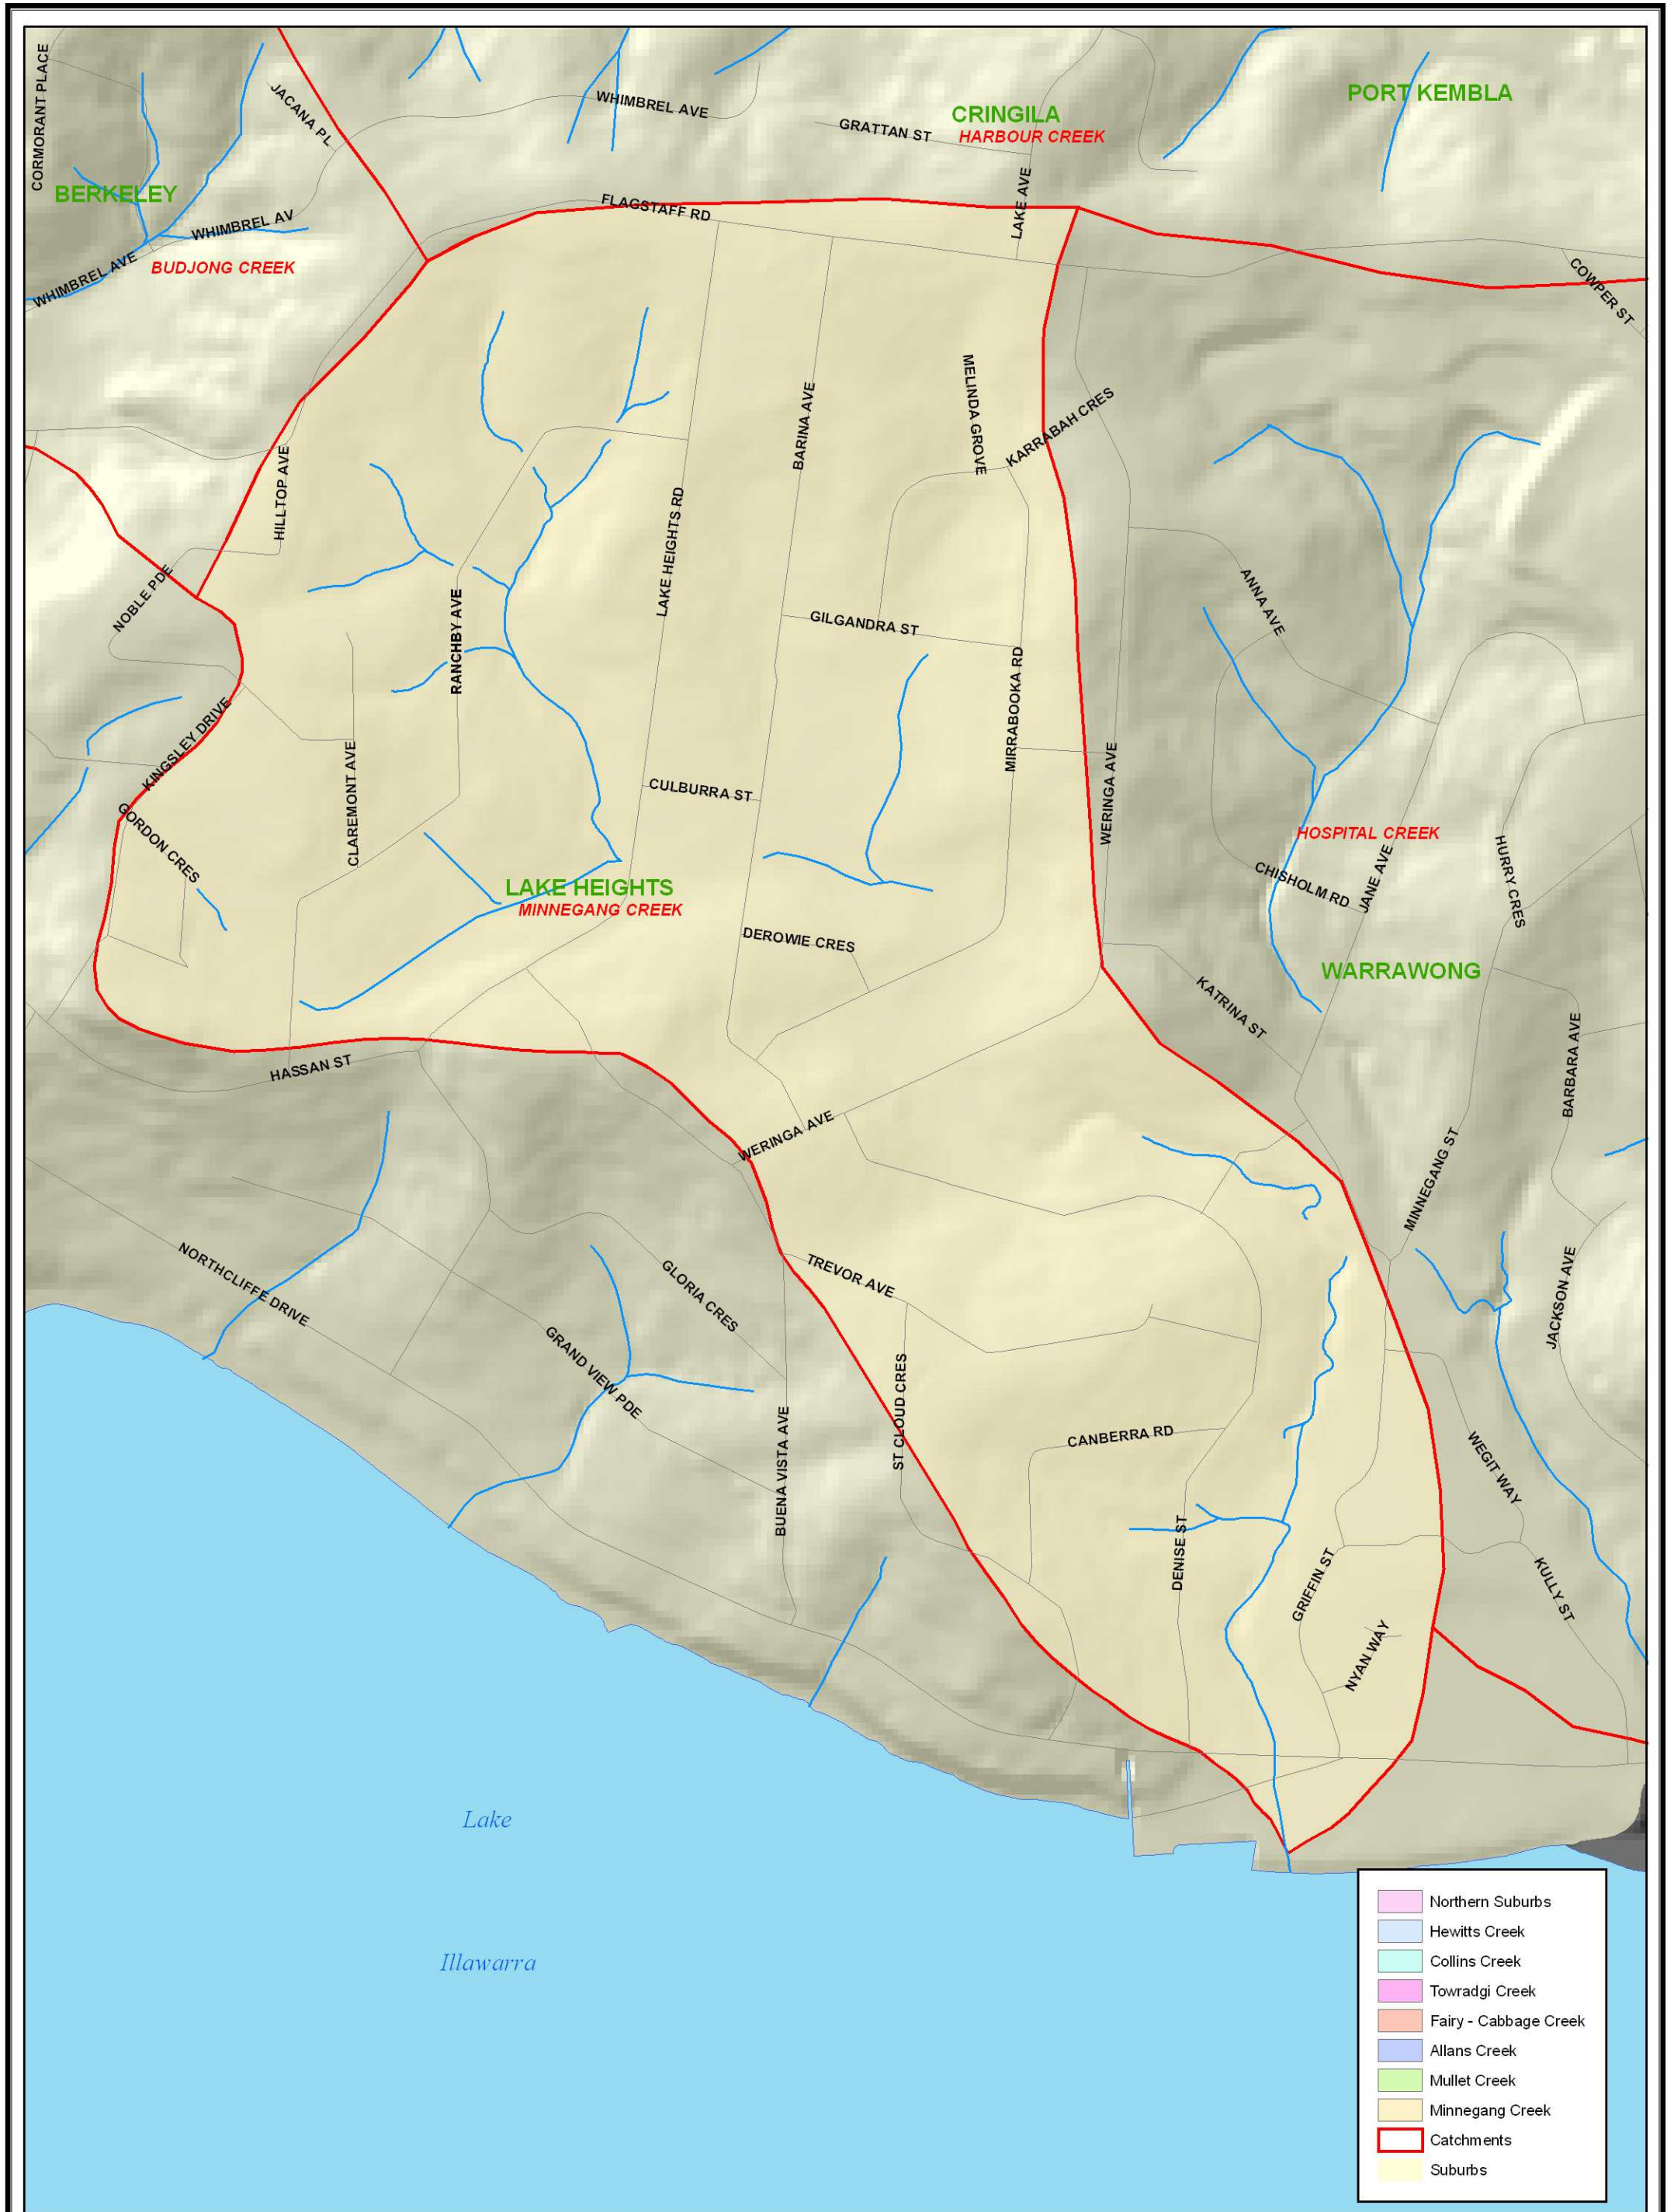 CORMORANT PLACE
JACANA PL
WHIMBREL AVE
GRATTAN ST
CRINGILA
HARBOUR CREEK
PORT KEMBLA
BERKELEY
WHIMBREL AV
WHIMBREL AVE
BUDJONG CREEK
FLAGSTAFF RD
LAKE AVE
COWPER ST
HILLTOP AVE
BARINA AVE
MELINDA GROVE
KARRABAH CRES
LAKE HEIGHTS RD
NOBLE PDE
RANCHBY AVE
GILGANDRA ST
MIRRABOOKA RD
ANNA AVE
KINGSLEY DRIVE
GORDON CRES
CLAREMONT AVE
CULBURRA ST
WERINGA AVE
HOSPITAL CREEK
CHISHOLM RD
JANE AVE
HURRY CRES
LAKE HEIGHTS
MINNEGANG CREEK
DEROWIE CRES
WARRAWONG
KATRINA ST
BARBARA AVE
HASSAN ST
WERINGA AVE
MINNEGANG ST
NORTHCLIFFE DRIVE
GLORIA CRES
TREVOR AVE
JACKSON AVE
GRAND VIEW PDE
BUENA VISTA AVE
ST CLOUD CRES
CANBERRA RD
WEGIT WAY
DENISE ST
GRIFFIN ST
KULLY ST
NYAN WAY
Lake
Illawarra
Northern Suburbs
Hewitts Creek
Collins Creek
Towradgi Creek
Fairy - Cabbage Creek
Allans Creek
Mullet Creek
Minnegang Creek
Catchments
Suburbs